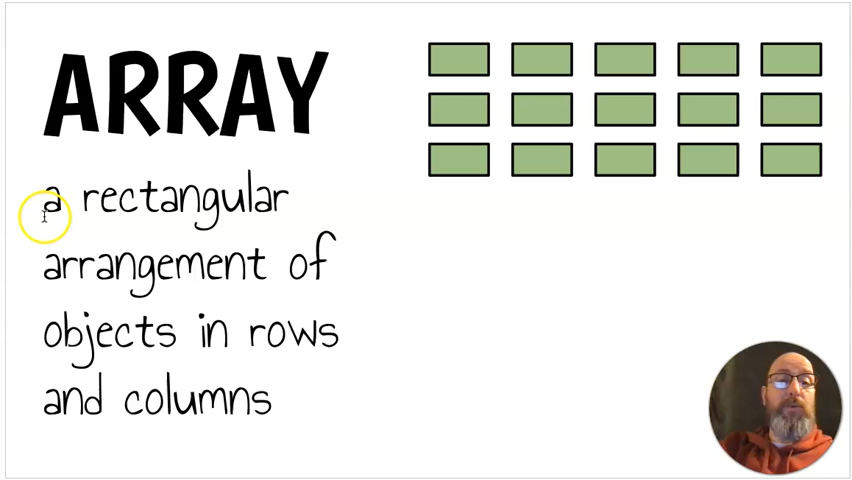 ARRAY
a rectangular
arrangement of
objects in rows
and columns